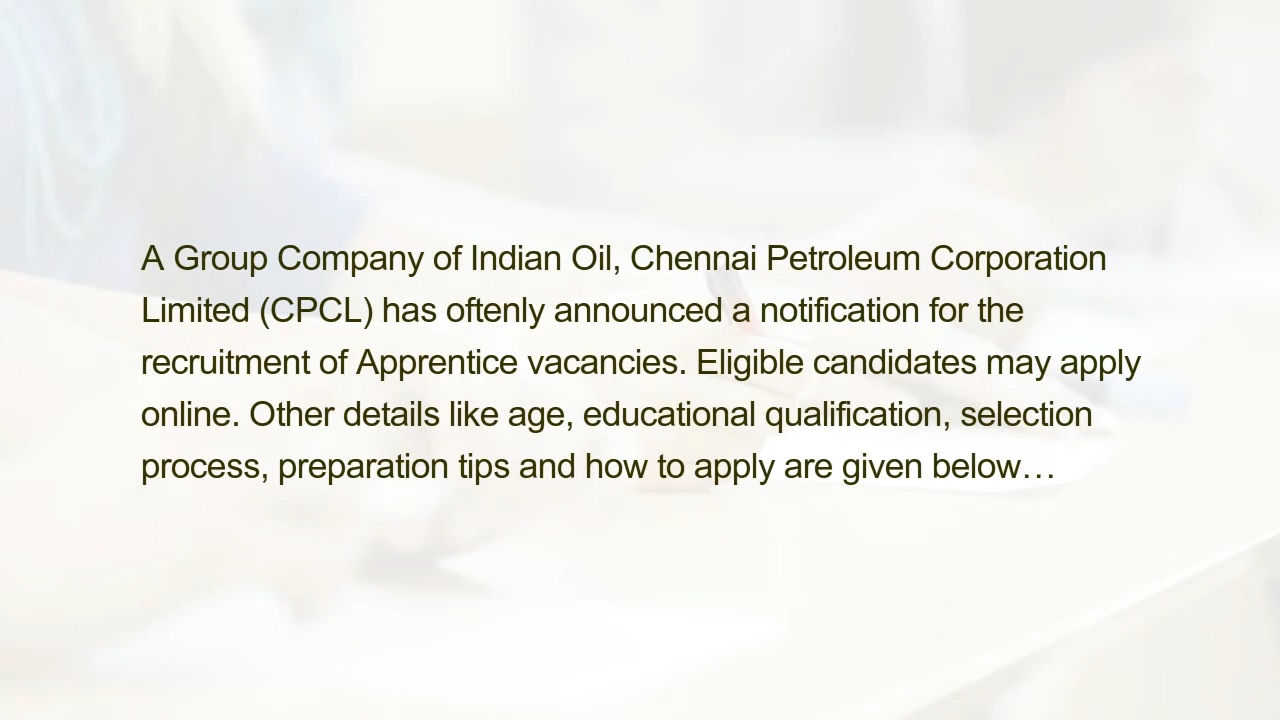 A Group Company of Indian Oil, Chennai Petroleum Corporation
Limited (CPCL) has oftenly announced a notification for the
recruitment of Apprentice vacancies. Eligible candidates may apply
online. Other details like age, educational qualification, selection
process, preparation tips and how to apply are given below…